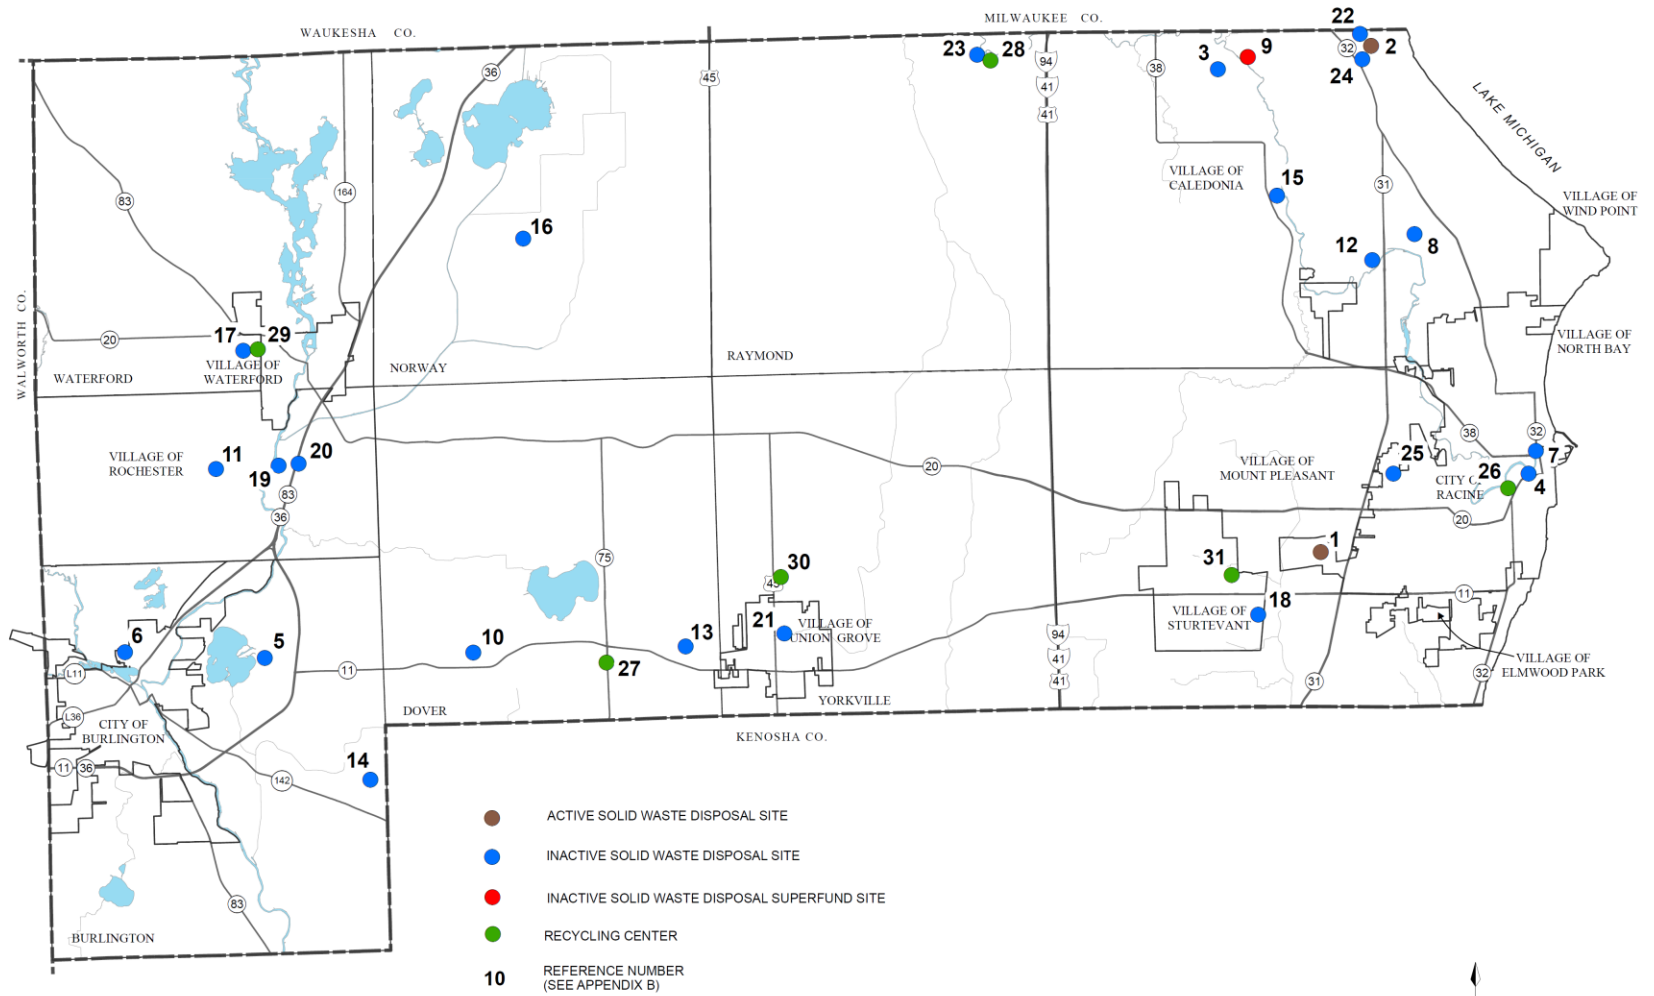 WAUKESHA CO.
MILWAUKEE CO.
22
32
2
24
23
28
94
41
41
38
3
9
36
45
LAKE MICHIGAN
83
164
VILLAGE OF
CALEDONIA
15
31
VILLAGE OF
WIND POINT
16
12
8
WALWORTH CO.
20
17
29
VILLAGE OF
WATERFORD
WATERFORD
NORWAY
RAYMOND
VILLAGE OF
NORTH BAY
VILLAGE OF
ROCHESTER
11
19
20
83
36
20
VILLAGE OF
MOUNT PLEASANT
38
32
25
26
7
4
CITY
RACINE
20
75
30
45
31
1
11
21
VILLAGE OF
UNION GROVE
VILLAGE OF
STURTEVANT
18
6
5
10
13
27
11
94
41
41
31
32
VILLAGE OF
ELMWOOD PARK
L11
L36
CITY OF
BURLINGTON
DOVER
YORKVILLE
KENOSHA CO.
11
36
142
14
83
BURLINGTON
ACTIVE SOLID WASTE DISPOSAL SITE
INACTIVE SOLID WASTE DISPOSAL SITE
INACTIVE SOLID WASTE DISPOSAL SUPERFUND SITE
RECYCLING CENTER
10
REFERENCE NUMBER
(SEE APPENDIX B)